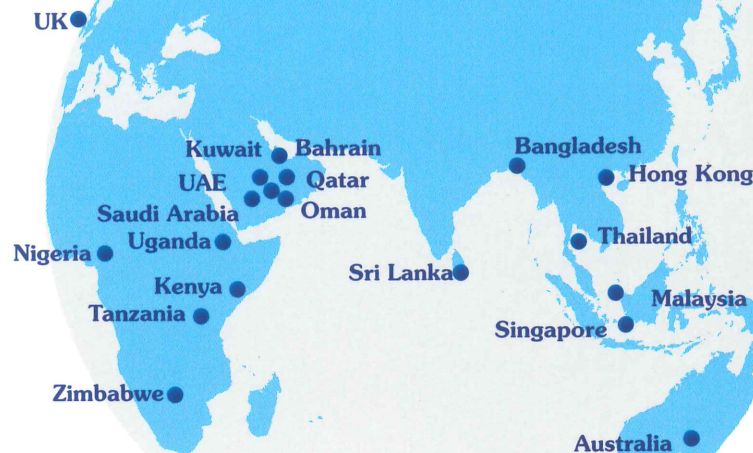 UK
Kuwait Bahrain
Bangladesh
UAE Qatar
Hong Kong
Saudi Arabia Oman
Uganda
Thailand
Nigeria
Sri Lanka
Kenya
Malaysia
Tanzania
Singapore
Zimbabwe
Australia